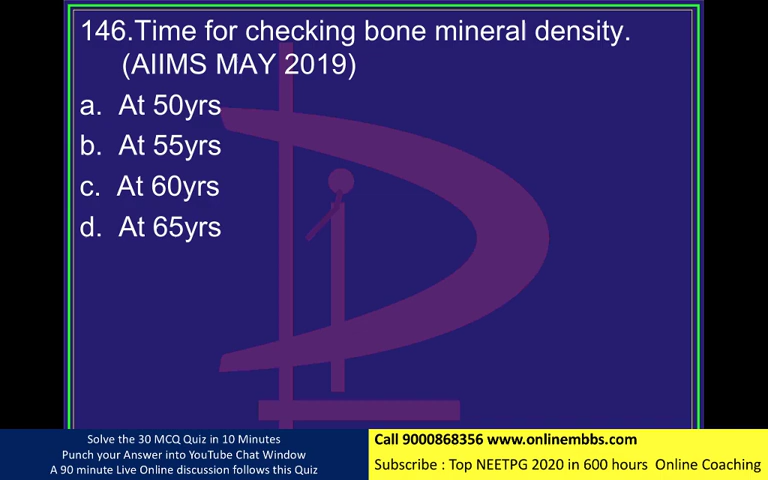 146.Time for checking bone mineral density.
(AIIMS MAY 2019)
a. At 50yrs
b. At 55yrs
c. At 60yrs
d. At 65yrs
Solve the 30 MCQ Quiz in 10 Minutes
Punch your Answer into YouTube Chat Window
A 90 minute Live Online discussion follows this Quiz
Call 9000868356 www.onlinembbs.com
Subscribe : Top NEETPG 2020 in 600 hours Online Coaching